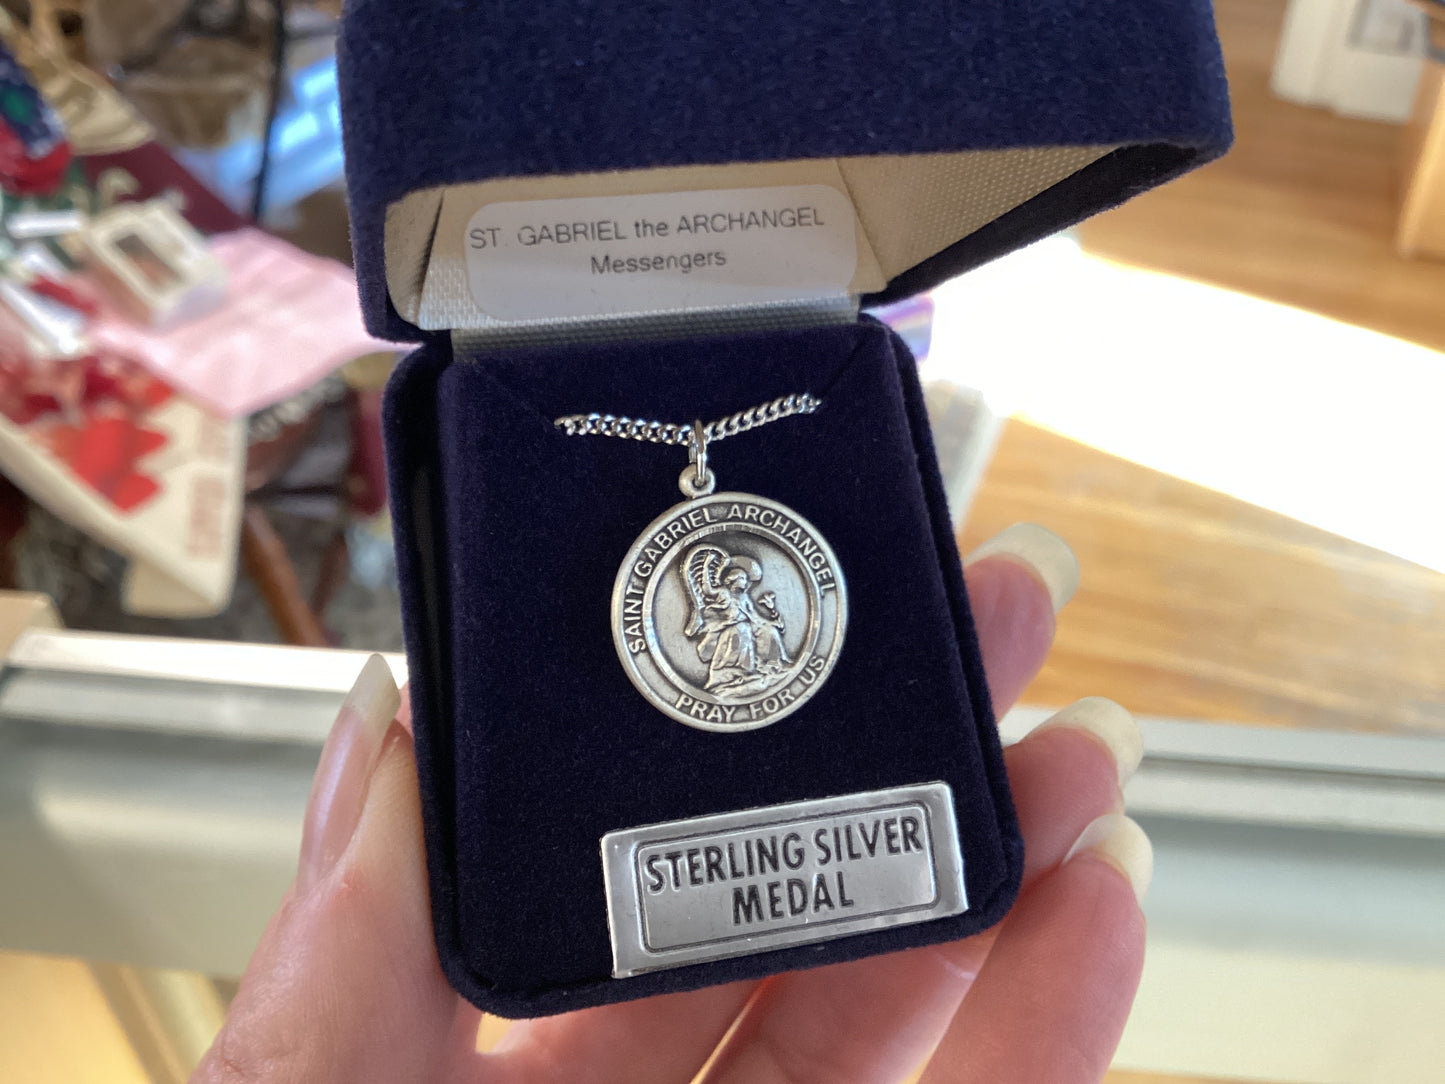 ST. GABRIEL the ARCHANGEL
Messengers
SAINT GABRIEL ARCHANGEL
PRAY FOR US
STERLING SILVER
MEDAL